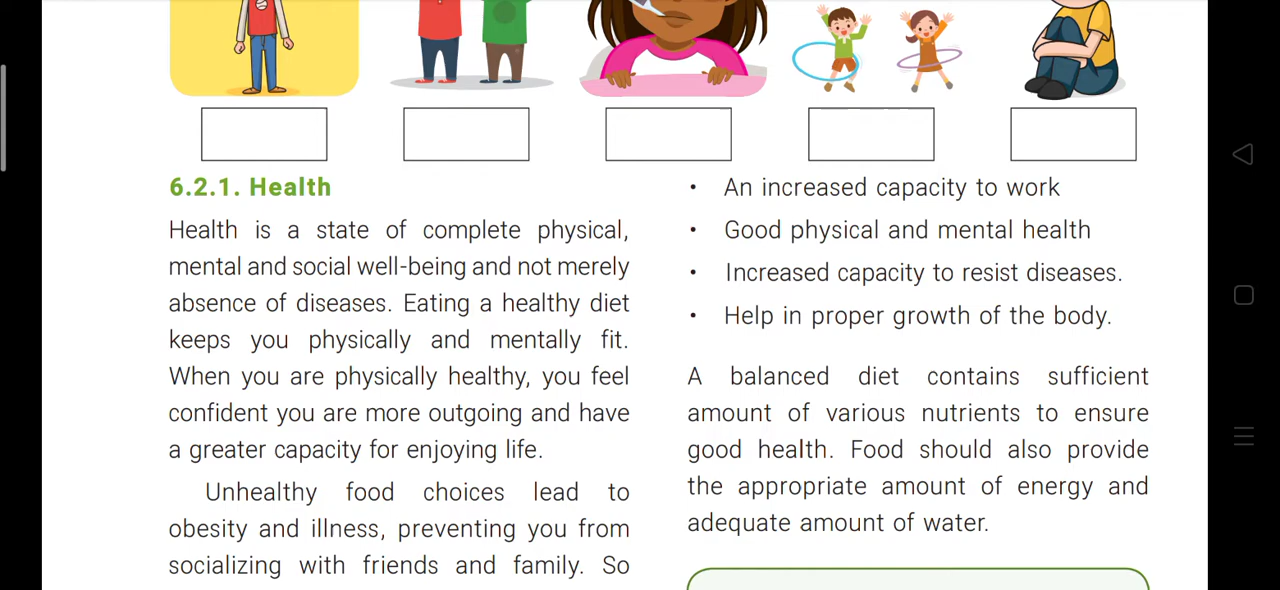 6.2.1. Health
Health is a state of complete physical,
mental and social well-being and not merely
absence of diseases. Eating a healthy diet
keeps you physically and mentally fit.
When you are physically healthy, you feel
confident you are more outgoing and have
a greater capacity for enjoying life.
Unhealthy food choices lead to
obesity and illness, preventing you from
socializing with friends and family. So
• An increased capacity to work
• Good physical and mental health
• Increased capacity to resist diseases.
• Help in proper growth of the body.
A balanced diet contains sufficient
amount of various nutrients to ensure
good health. Food should also provide
the appropriate amount of energy and
adequate amount of water.